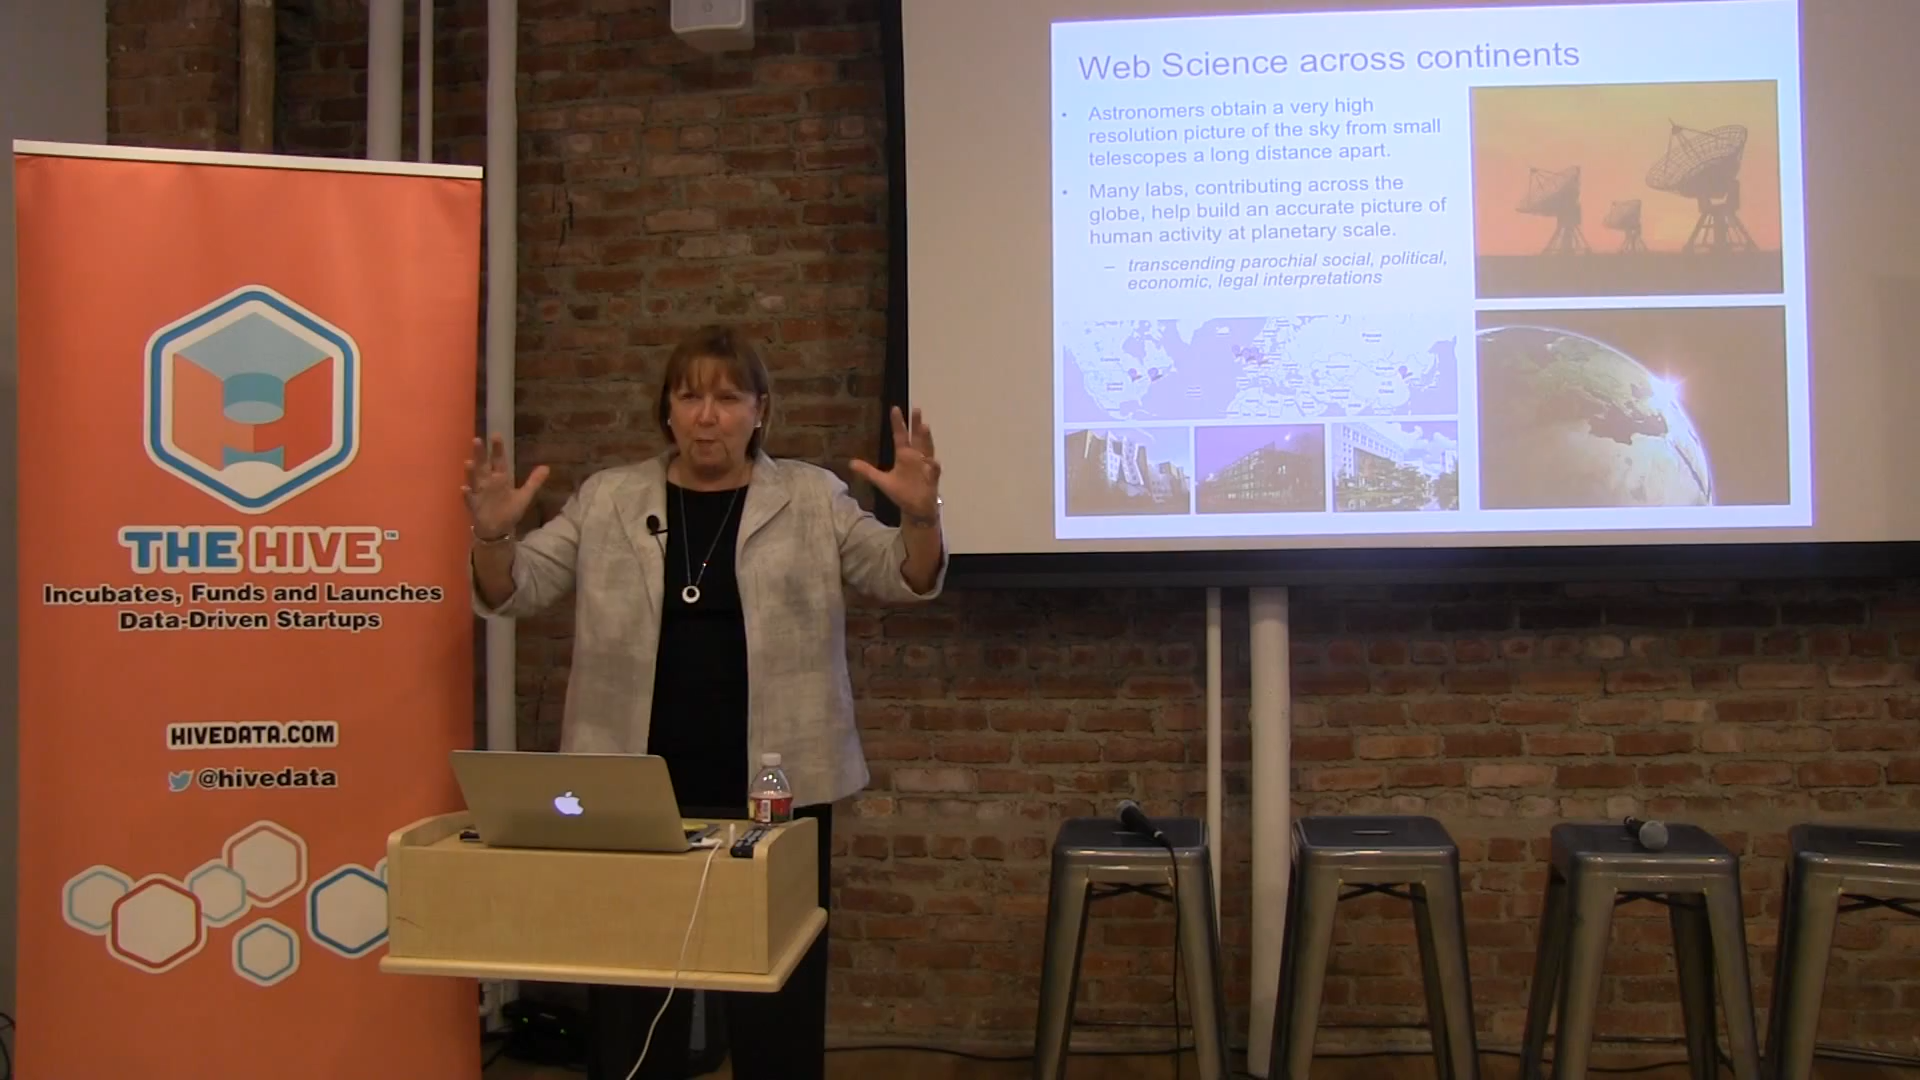 THE HIVE™
Incubates, Funds and Launches
Data-Driven Startups
HIVEDATA.COM
@hivedata
Web Science across continents
• Astronomers obtain a very high
resolution picture of the sky from small
telescopes a long distance apart.
• Many labs, contributing across the
globe, help build an accurate picture of
human activity at planetary scale.
– transcending parochial social, political,
economic, legal interpretations